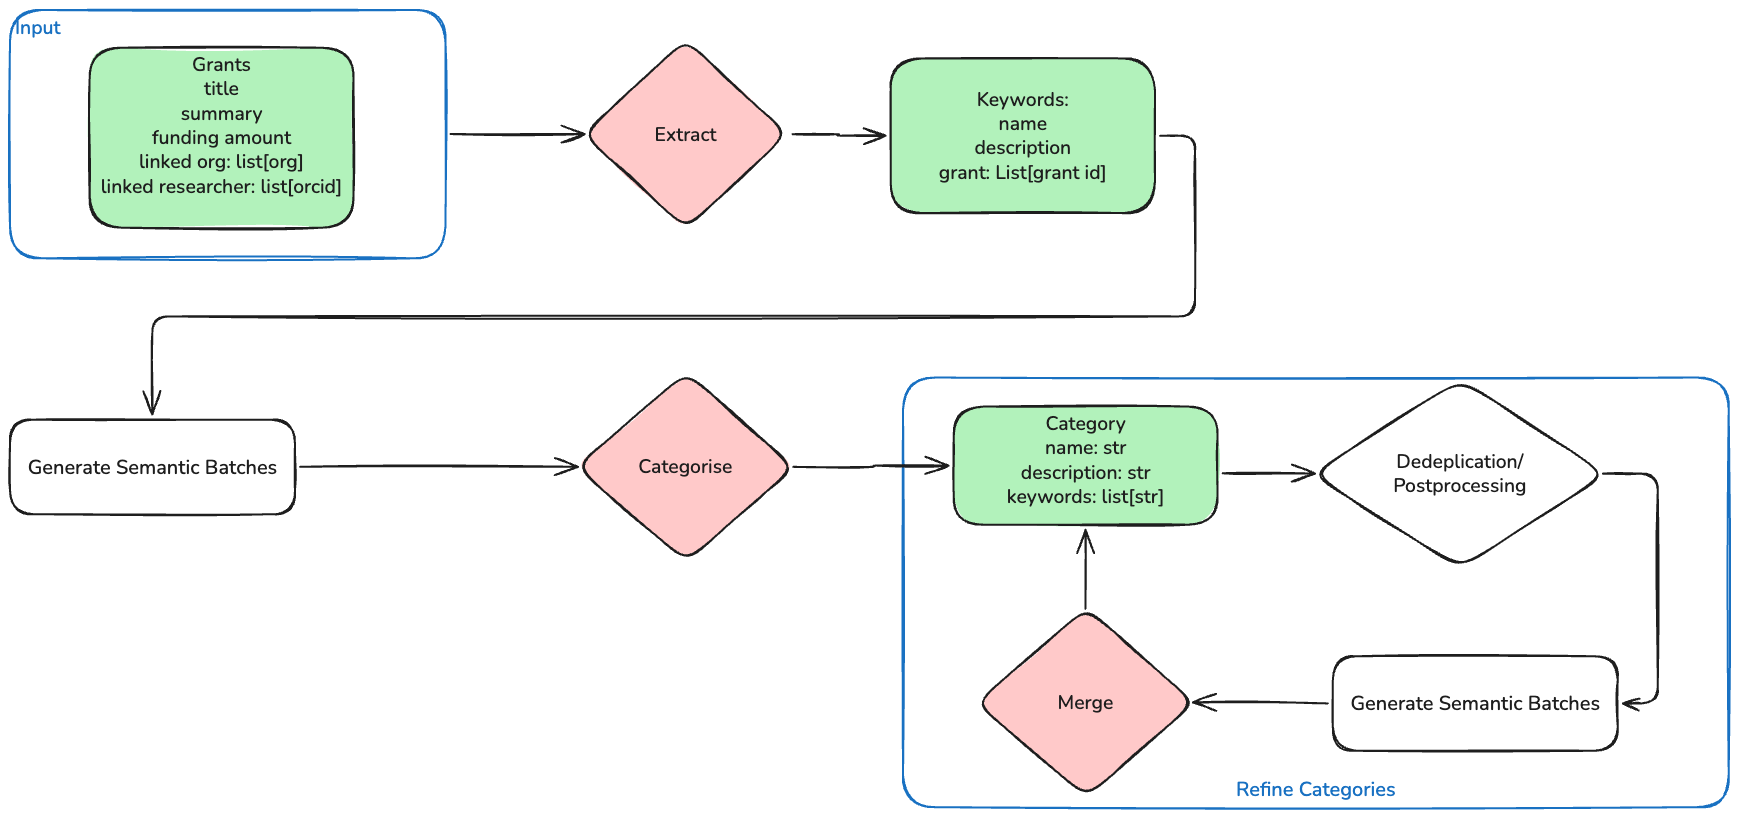 Input
Grants
title
summary
funding amount
linked org: list[org]
linked researcher: list[orcid]
Extract
Keywords:
name
description
grant: List[grant id]
Generate Semantic Batches
Categorise
Category
name: str
description: str
keywords: list[str]
Dedeplication/
Postprocessing
Merge
Generate Semantic Batches
Refine Categories